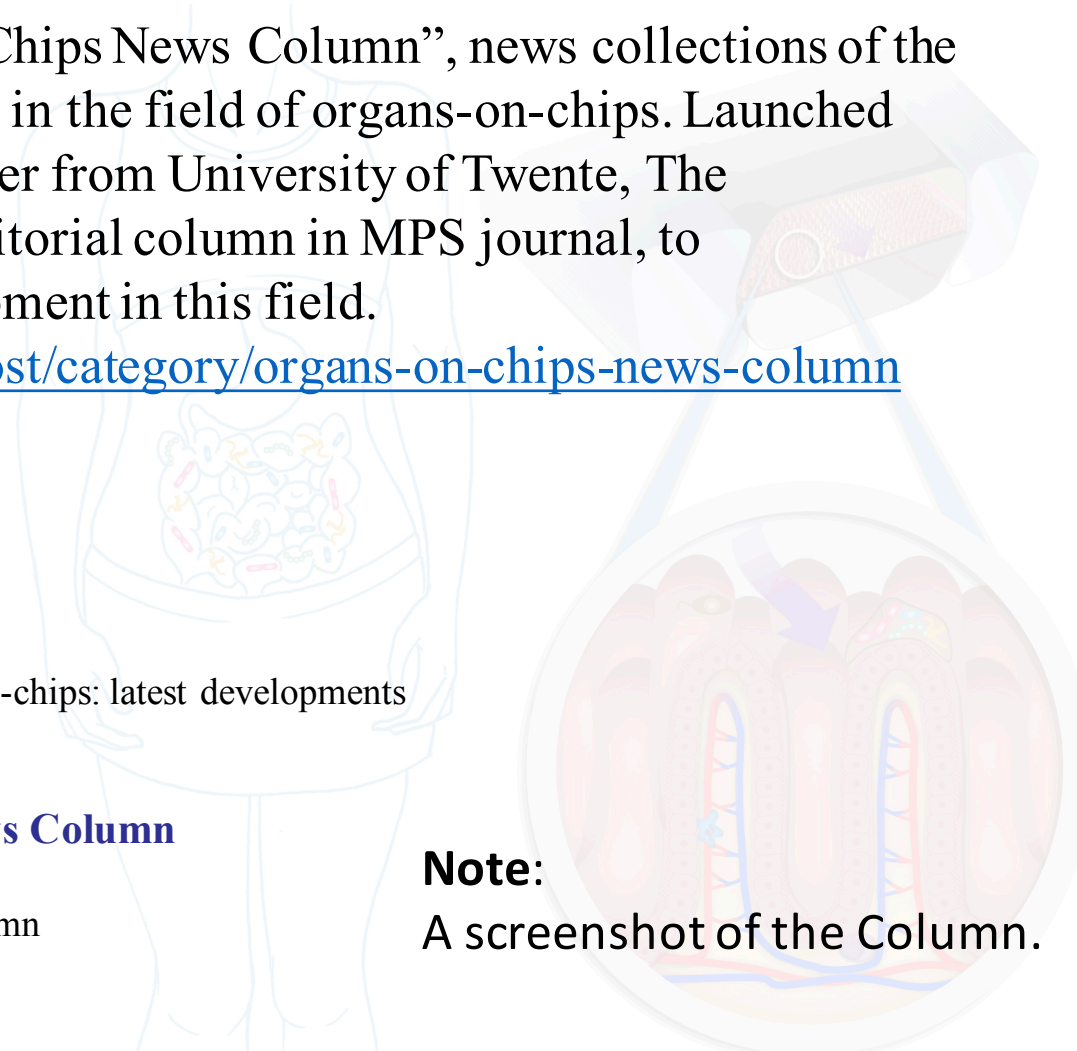 Chips News Column”, news collections of the
in the field of organs-on-chips. Launched
er from University of Twente, The
itorial column in MPS journal, to
ment in this field.
ost/category/organs-on-chips-news-column
-chips: latest developments
s Column
mn
Note:
A screenshot of the Column.